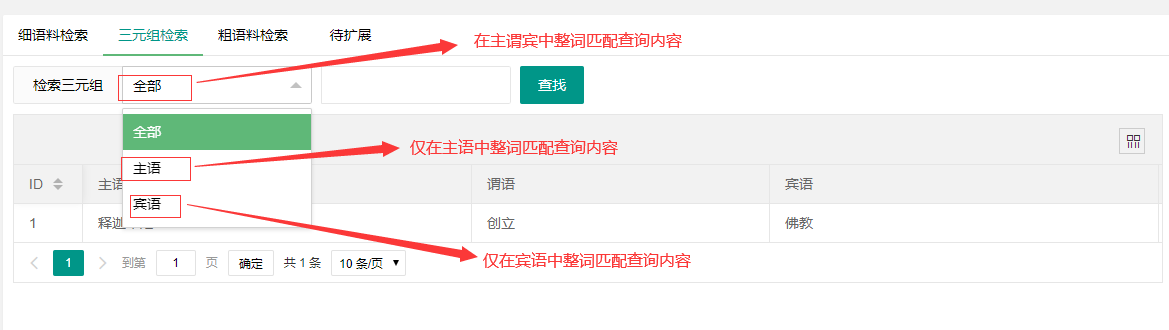 细语料检索 三元组检索 粗语料检索 待扩展
在主谓宾中整词匹配查询内容
检索三元组 全部 查找
全部
仅在主语中整词匹配查询内容
主语
ID 主语 谓语 宾语
宾语
1 释迦 创立 佛教
到第 1 页 确定 共 1 条 10 条/页
1
仅在宾语中整词匹配查询内容